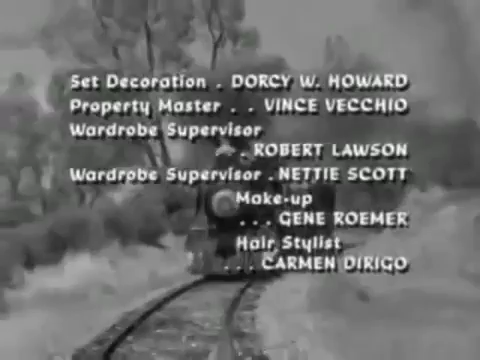 Set Decoration . DORCY W. HOWARD
Property Master . . VINCE VECCHIO
Wardrobe Supervisor
. ROBERT LAWSON
Wardrobe Supervisor . NETTIE SCOTT
Make-up
. . . GENE ROEMER
Hair Stylist
. . . CARMEN DIRIGO